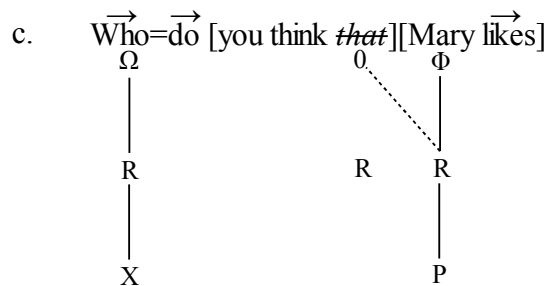 c. Who=do [you think that][Mary likes]
Ω 0 Φ
R R R
X P